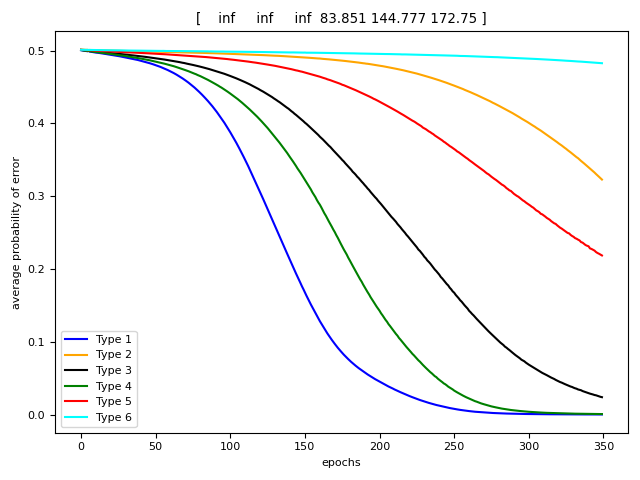 [    inf     inf     inf  83.851 144.777 172.75 ]
average probability of error
0.5
0.4
0.3
0.2
0.1
0.0
Type 1
Type 2
Type 3
Type 4
Type 5
Type 6
0 50 100 150 200 250 300 350
epochs